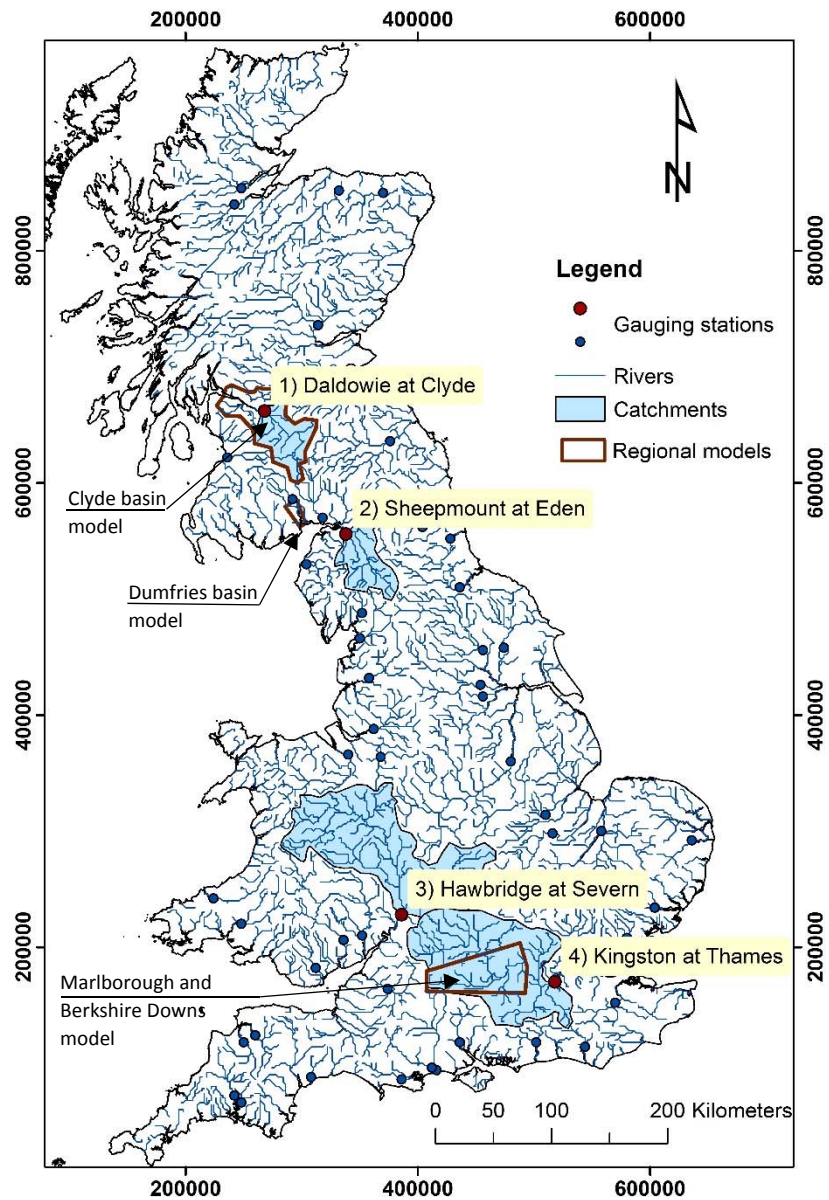 200000 400000 600000
N
800000 800000
Legend
Gauging stations
Rivers
Catchments
Regional models
1) Daldowie at Clyde
600000 600000
Clyde basin
model
2) Sheepmount at Eden
Dumfries basin
model
400000 400000
3) Hawbridge at Severn
200000 200000
4) Kingston at Thames
Marlborough and
Berkshire Downs
model
0 50 100 200 Kilometers
200000 400000 600000